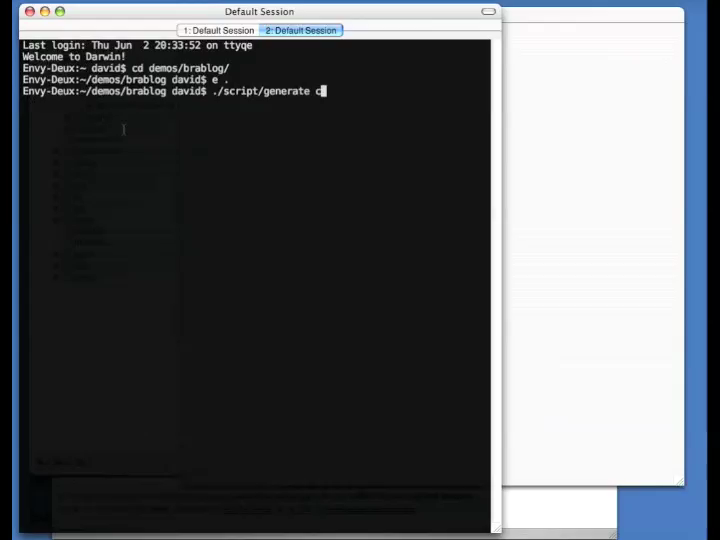 Default Session
1: Default Session 2: Default Session
Last login: Thu Jun  2 20:33:52 on ttyqe
Welcome to Darwin!
Envy-Deux:~ david$ cd demos/brablog/
Envy-Deux:~/demos/brablog david$ e .
Envy-Deux:~/demos/brablog david$ ./script/generate c